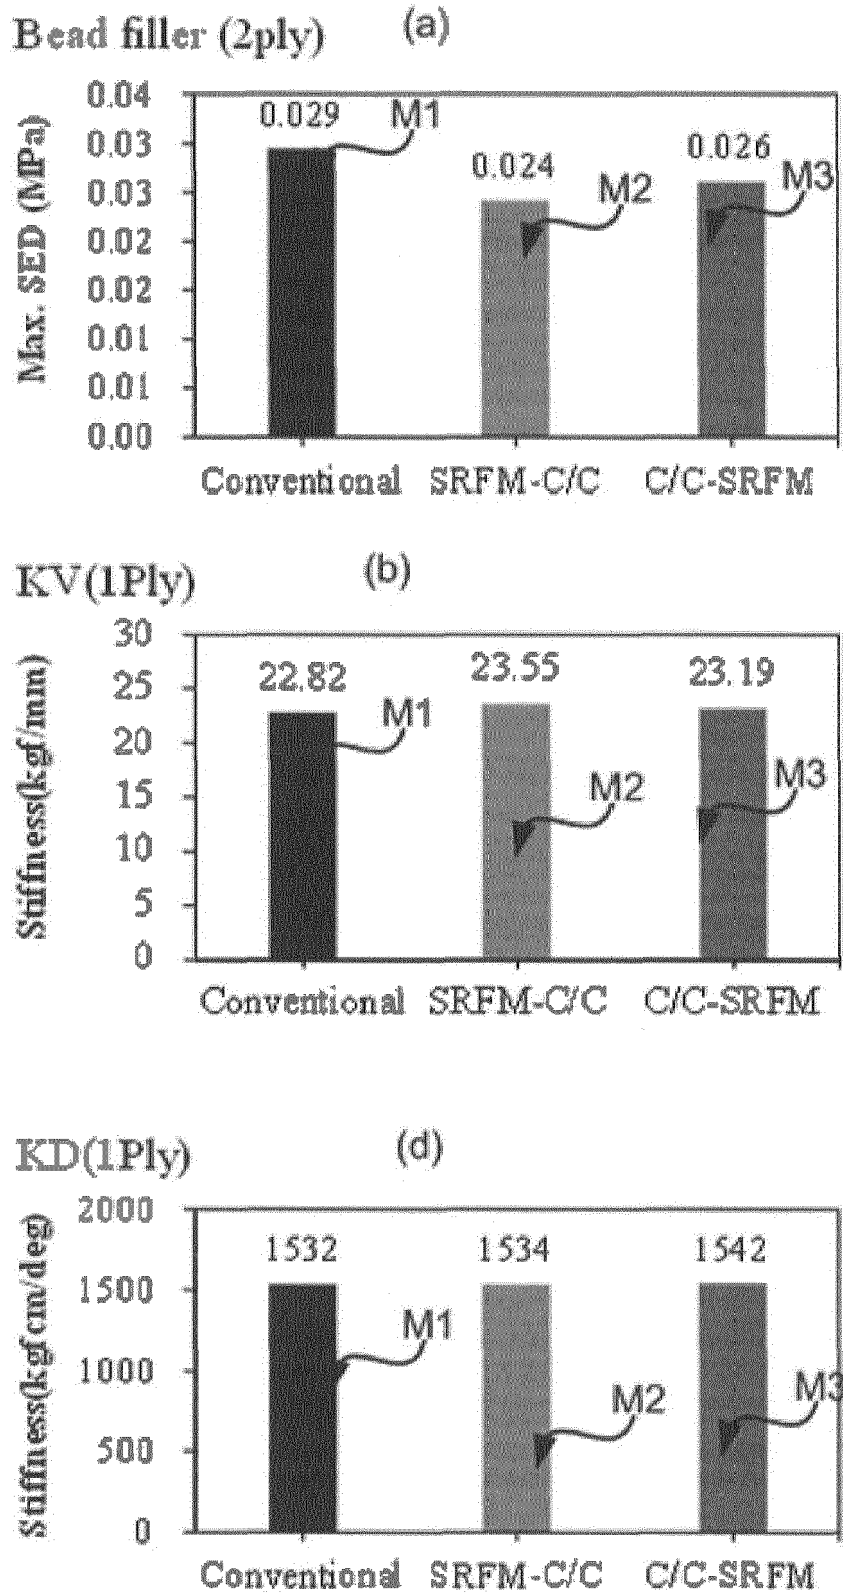 Bead filler (2ply) (a)
Max. SED (MPa)
0.04
0.03
0.03
0.02
0.02
0.01
0.01
0.00
0.029
M1
0.024
M2
0.026
M3
Conventional SRFM-C/C C/C-SRFM
KV(1Ply) (b)
Stiffness(kgf/mm)
30
25
20
15
10
5
0
22.82
M1
23.55
M2
23.19
M3
Conventional SRFM-C/C C/C-SRFM
KD(1Ply) (d)
Stiffness(kgfcm/deg)
2000
1500
1000
500
0
1532
M1
1534
M2
1542
M3
Conventional SRFM-C/C C/C-SRFM